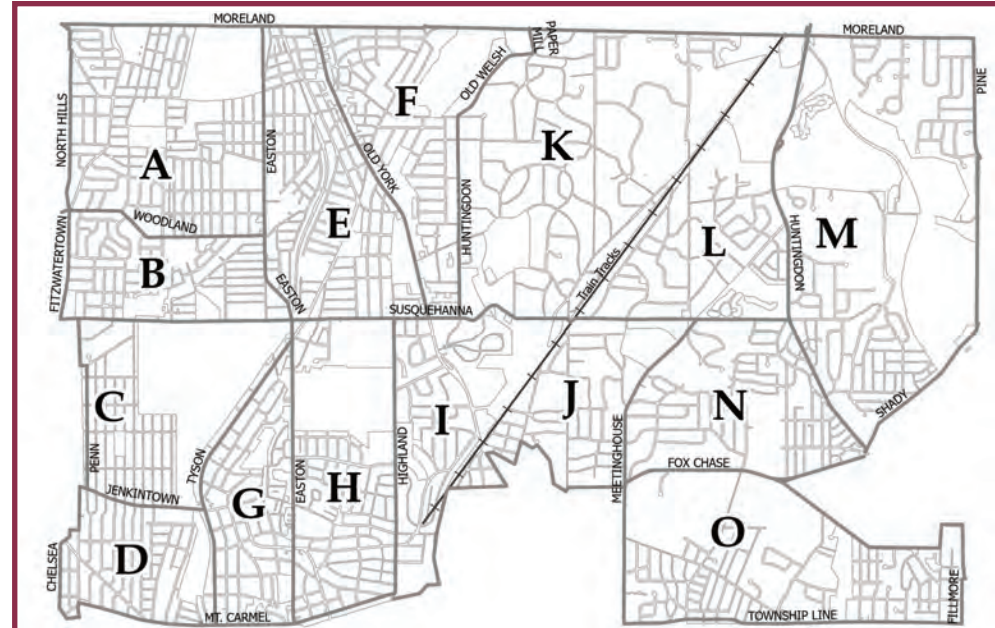 MORELAND
MORELAND
PAPER
MILL
OLD WELSH
PINE
F
K
NORTH HILLS
A
EASTON
OLD YORK
HUNTINGDON
WOODLAND
E
Train Tracks
L
HUNTINGDON
M
FITZWATERTOWN
B
EASTON
SUSQUEHANNA
C
PENN
TYSON
I
J
N
SHADY
HIGHLAND
MEETINGHOUSE
FOX CHASE
JENKINTOWN
G
EASTON
H
CHELSEA
D
O
MT. CARMEL
TOWNSHIP LINE
FILLMORE